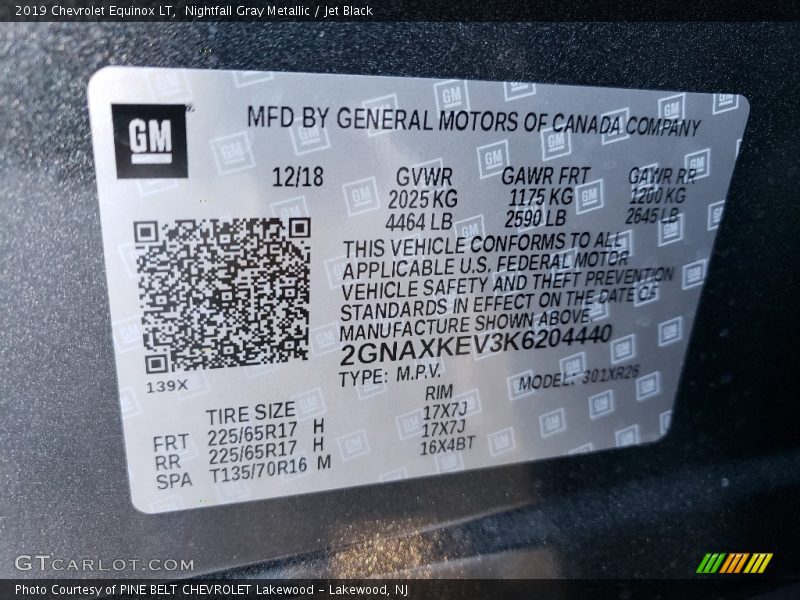 2019 Chevrolet Equinox LT, Nightfall Gray Metallic / Jet Black
GM
MFD BY GENERAL MOTORS OF CANADA COMPANY
12/18 GVWR GAWR FRT GAWR RR
2025 KG 1175 KG 1200 KG
4464 LB 2590 LB 2645 LB
THIS VEHICLE CONFORMS TO ALL
APPLICABLE U.S. FEDERAL MOTOR
VEHICLE SAFETY AND THEFT PREVENTION
STANDARDS IN EFFECT ON THE DATE OF
MANUFACTURE SHOWN ABOVE.
2GNAXKEV3K6204440
TYPE: M.P.V. MODEL: 301XR26
139X
TIRE SIZE RIM
FRT 225/65R17 H 17X7J
RR 225/65R17 H 17X7J
SPA T135/70R16 M 16X4BT
GTCARLOT.COM
Photo Courtesy of PINE BELT CHEVROLET Lakewood - Lakewood, NJ